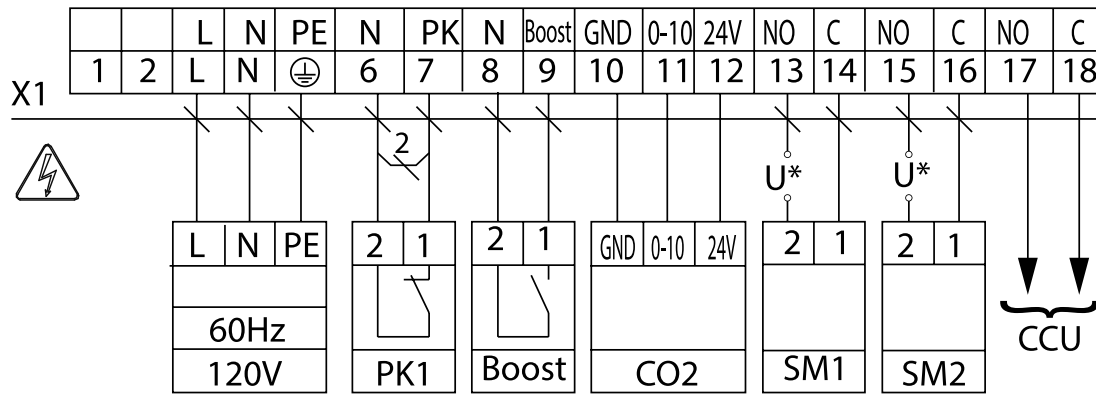 L N PE N PK N Boost GND 0-10 24V NO C NO C NO C
1 2 L N 6 7 8 9 10 11 12 13 14 15 16 17 18
X1
2
U* U*
L N PE 2 1 2 1 GND 0-10 24V 2 1 2 1
60Hz
CCU
120V PK1 Boost CO2 SM1 SM2